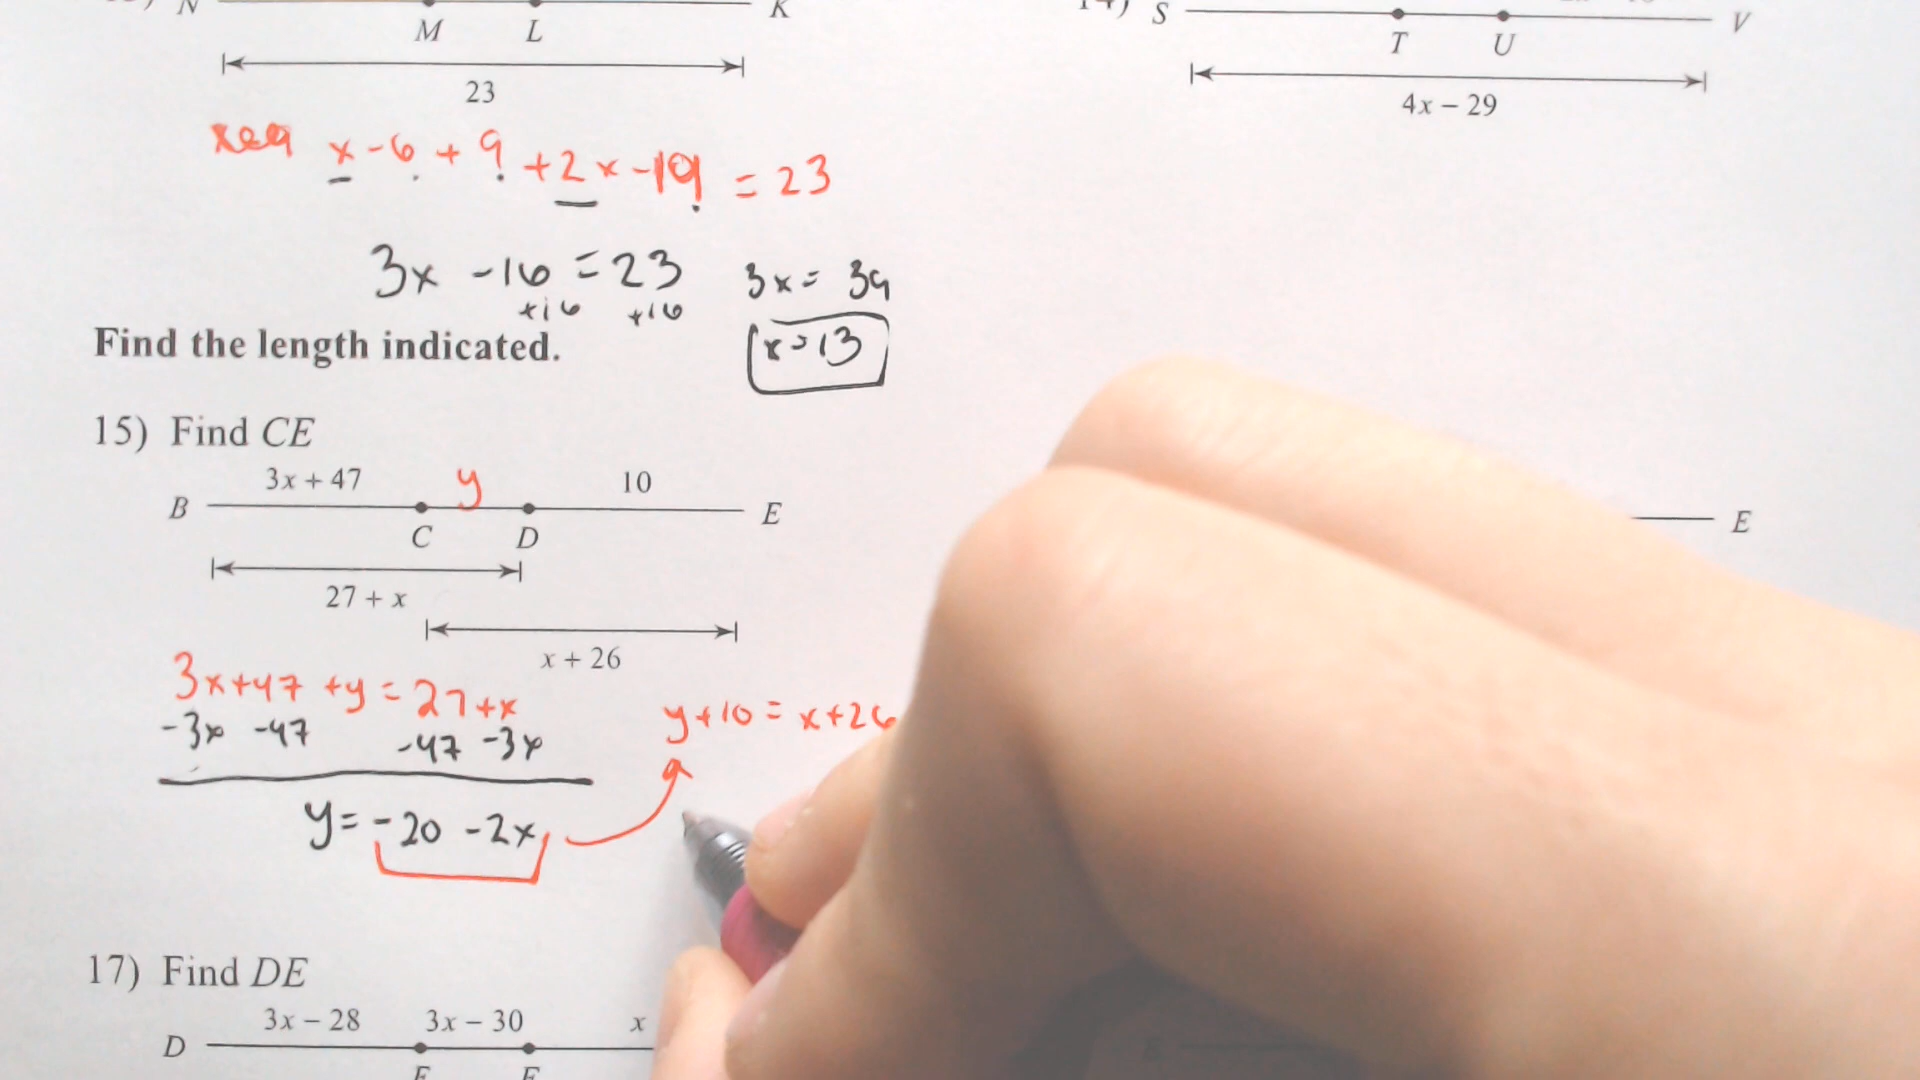 N K 14) S V
M L T U
23 4x – 29
x – 6 + 9 + 2x – 19 = 23
3x – 16 = 23 3x = 39
+16 +16
Find the length indicated. x = 13
15) Find CE
3x + 47 y 10
B E E
C D
27 + x
x + 26
3x+47 +y = 27+x y+10 = x+26
-3x -47 -47 -3x
y = -20 -2x
17) Find DE
3x – 28 3x – 30 x
D